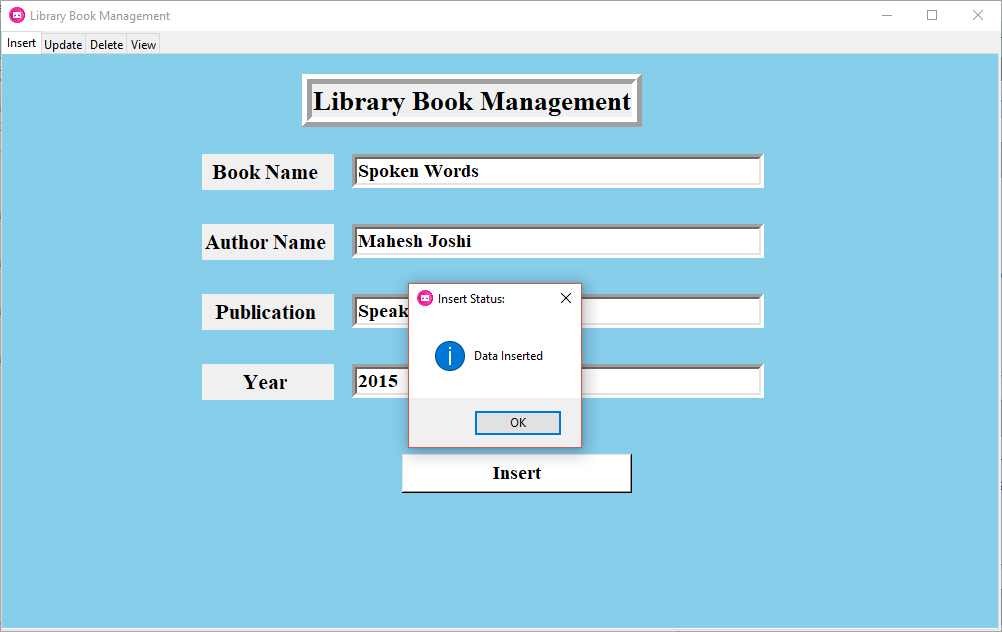 Library Book Management
Insert Update Delete View
Library Book Management
Book Name Spoken Words
Author Name Mahesh Joshi
Insert Status:
Publication
Data Inserted
Year 2015
OK
Insert